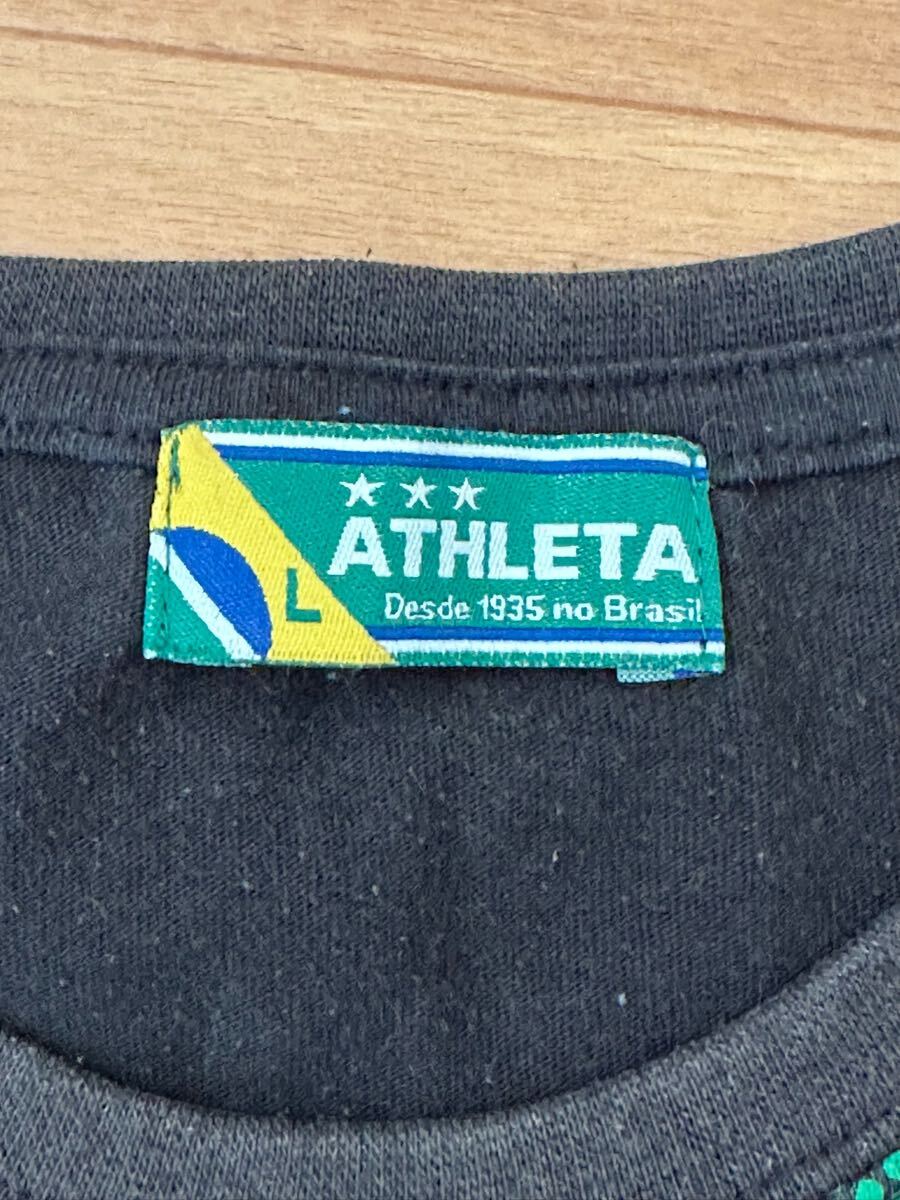 ★★★
ATHLETA
L
Desde 1935 no Brasil